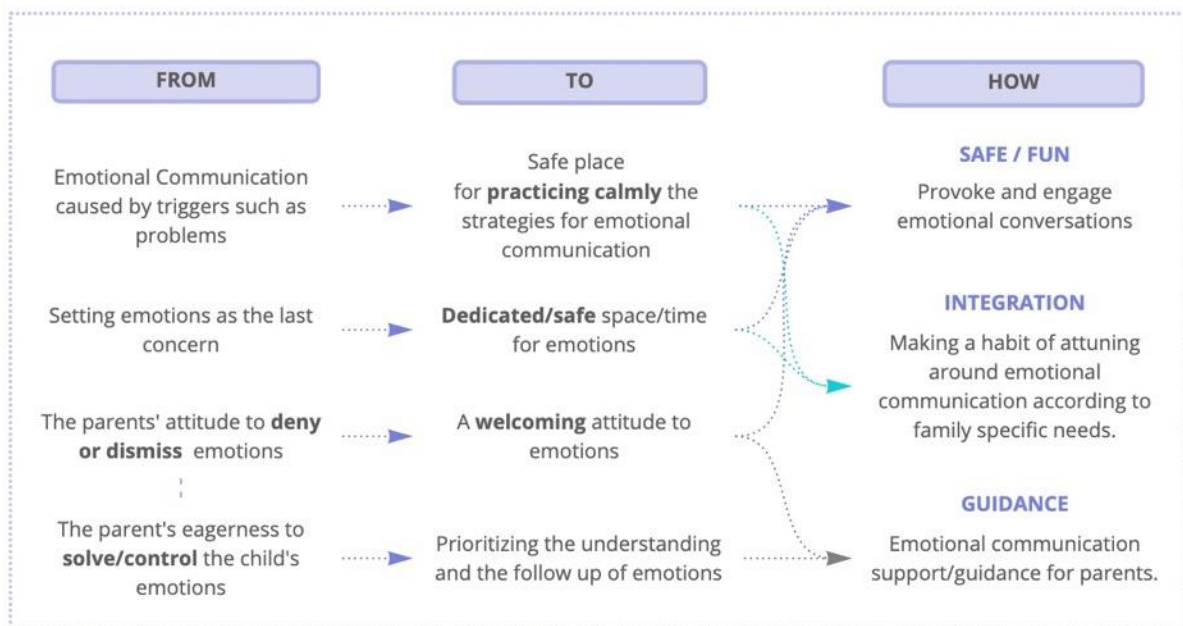 FROM
TO
HOW
Emotional Communication
caused by triggers such as
problems
Safe place
for practicing calmly the
strategies for emotional
communication
SAFE / FUN
Provoke and engage
emotional conversations
Setting emotions as the last
concern
Dedicated/safe space/time
for emotions
INTEGRATION
Making a habit of attuning
around emotional
communication according to
family specific needs.
The parents' attitude to deny
or dismiss emotions
A welcoming attitude to
emotions
The parent's eagerness to
solve/control the child's
emotions
Prioritizing the understanding
and the follow up of emotions
GUIDANCE
Emotional communication
support/guidance for parents.